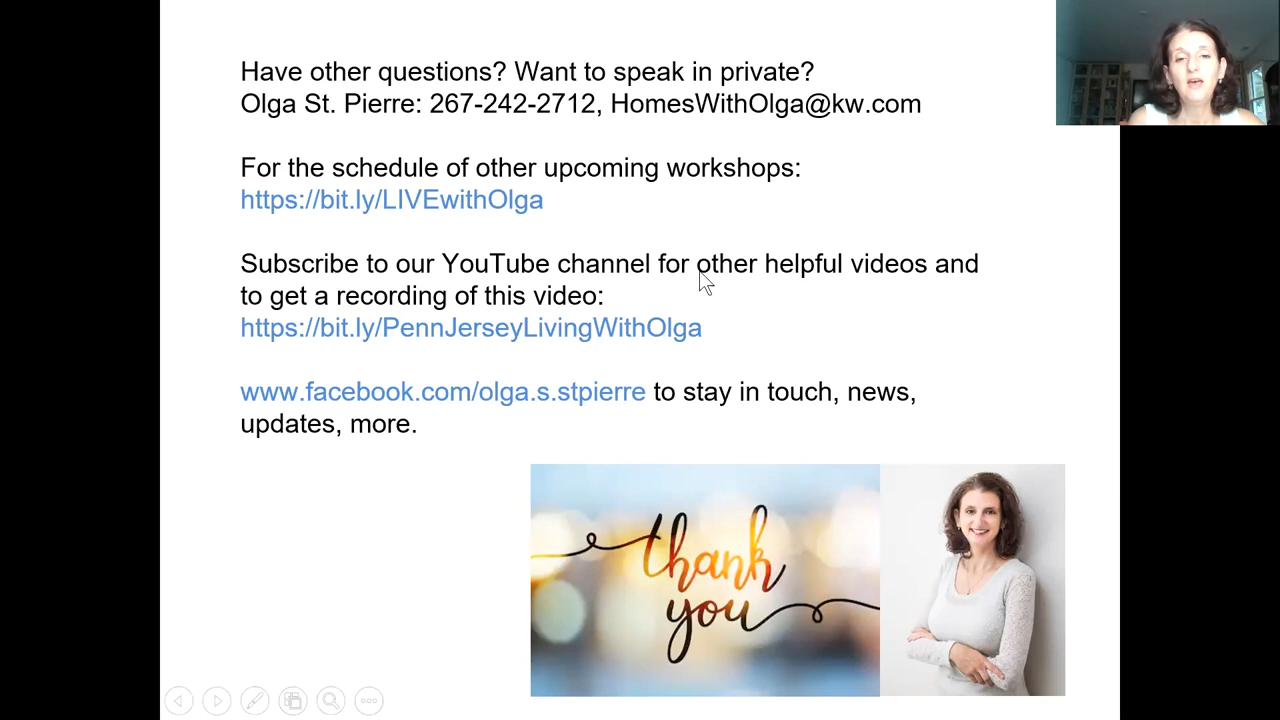 Have other questions? Want to speak in private?
Olga St. Pierre: 267-242-2712, HomesWithOlga@kw.com
For the schedule of other upcoming workshops:
https://bit.ly/LIVEwithOlga
Subscribe to our YouTube channel for other helpful videos and
to get a recording of this video:
https://bit.ly/PennJerseyLivingWithOlga
www.facebook.com/olga.s.stpierre to stay in touch, news,
updates, more.
thank
you